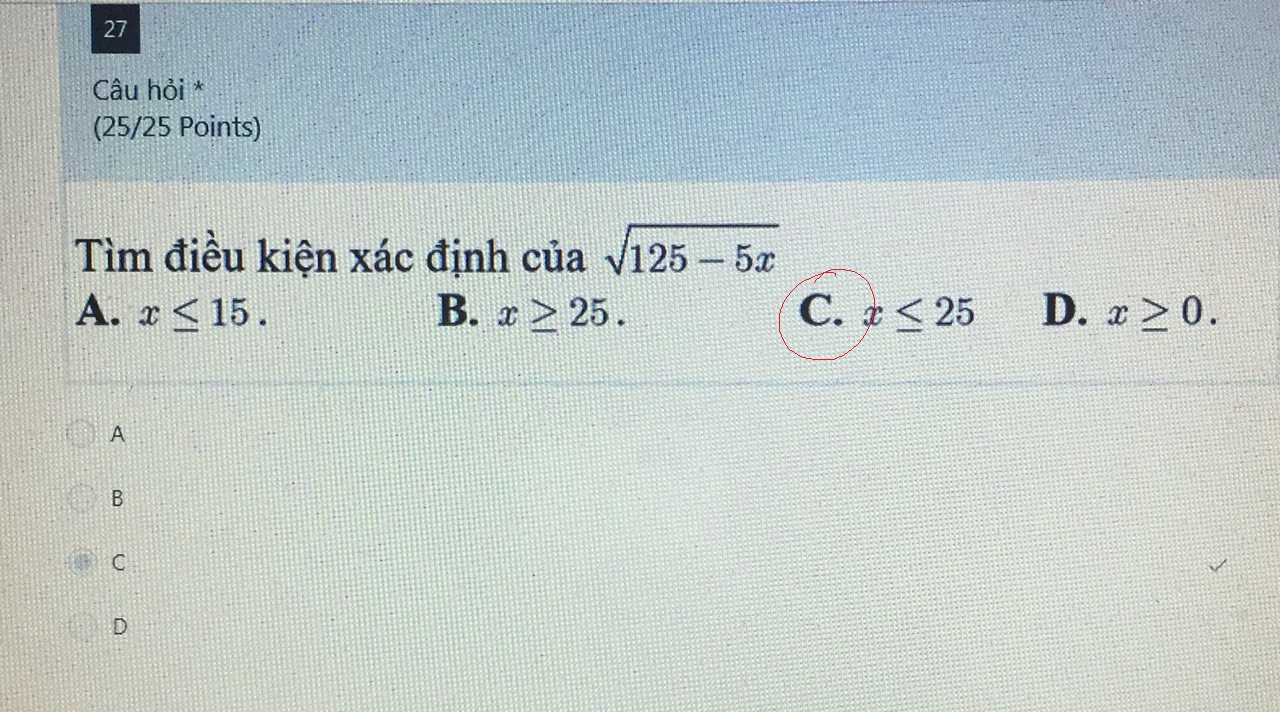 27
Câu hỏi *
(25/25 Points)
Tìm điều kiện xác định của √125 − 5x
A. x ≤ 15. B. x ≥ 25. C. x ≤ 25 D. x ≥ 0.
A
B
C
D